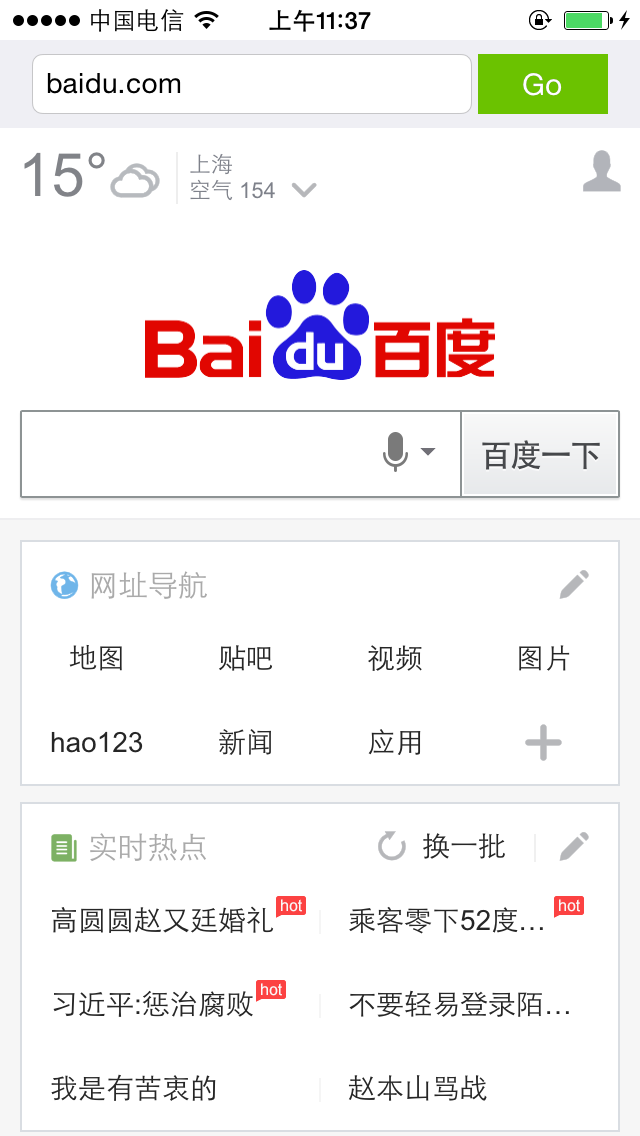 中国电信 上午11:37
baidu.com Go
15° 上海
空气 154
Bai du 百度
百度一下
网址导航
地图 贴吧 视频 图片
hao123 新闻 应用
实时热点 换一批
高圆圆赵又廷婚礼 hot 乘客零下52度... hot
习近平:惩治腐败 hot 不要轻易登录陌...
我是有苦衷的 赵本山骂战